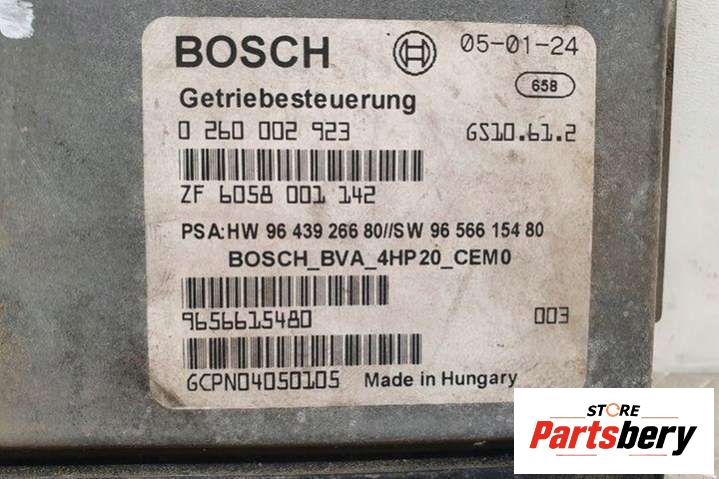 BOSCH 05-01-24
658
Getriebesteuerung
0 260 002 923 GS10.61.2
ZF 6058 001 142
PSA:HW 96 439 266 80//SW 96 566 154 80
BOSCH_BVA_4HP20_CEM0
9656615480 003
GCPN04050105 Made in Hungary
STORE
Partsbery